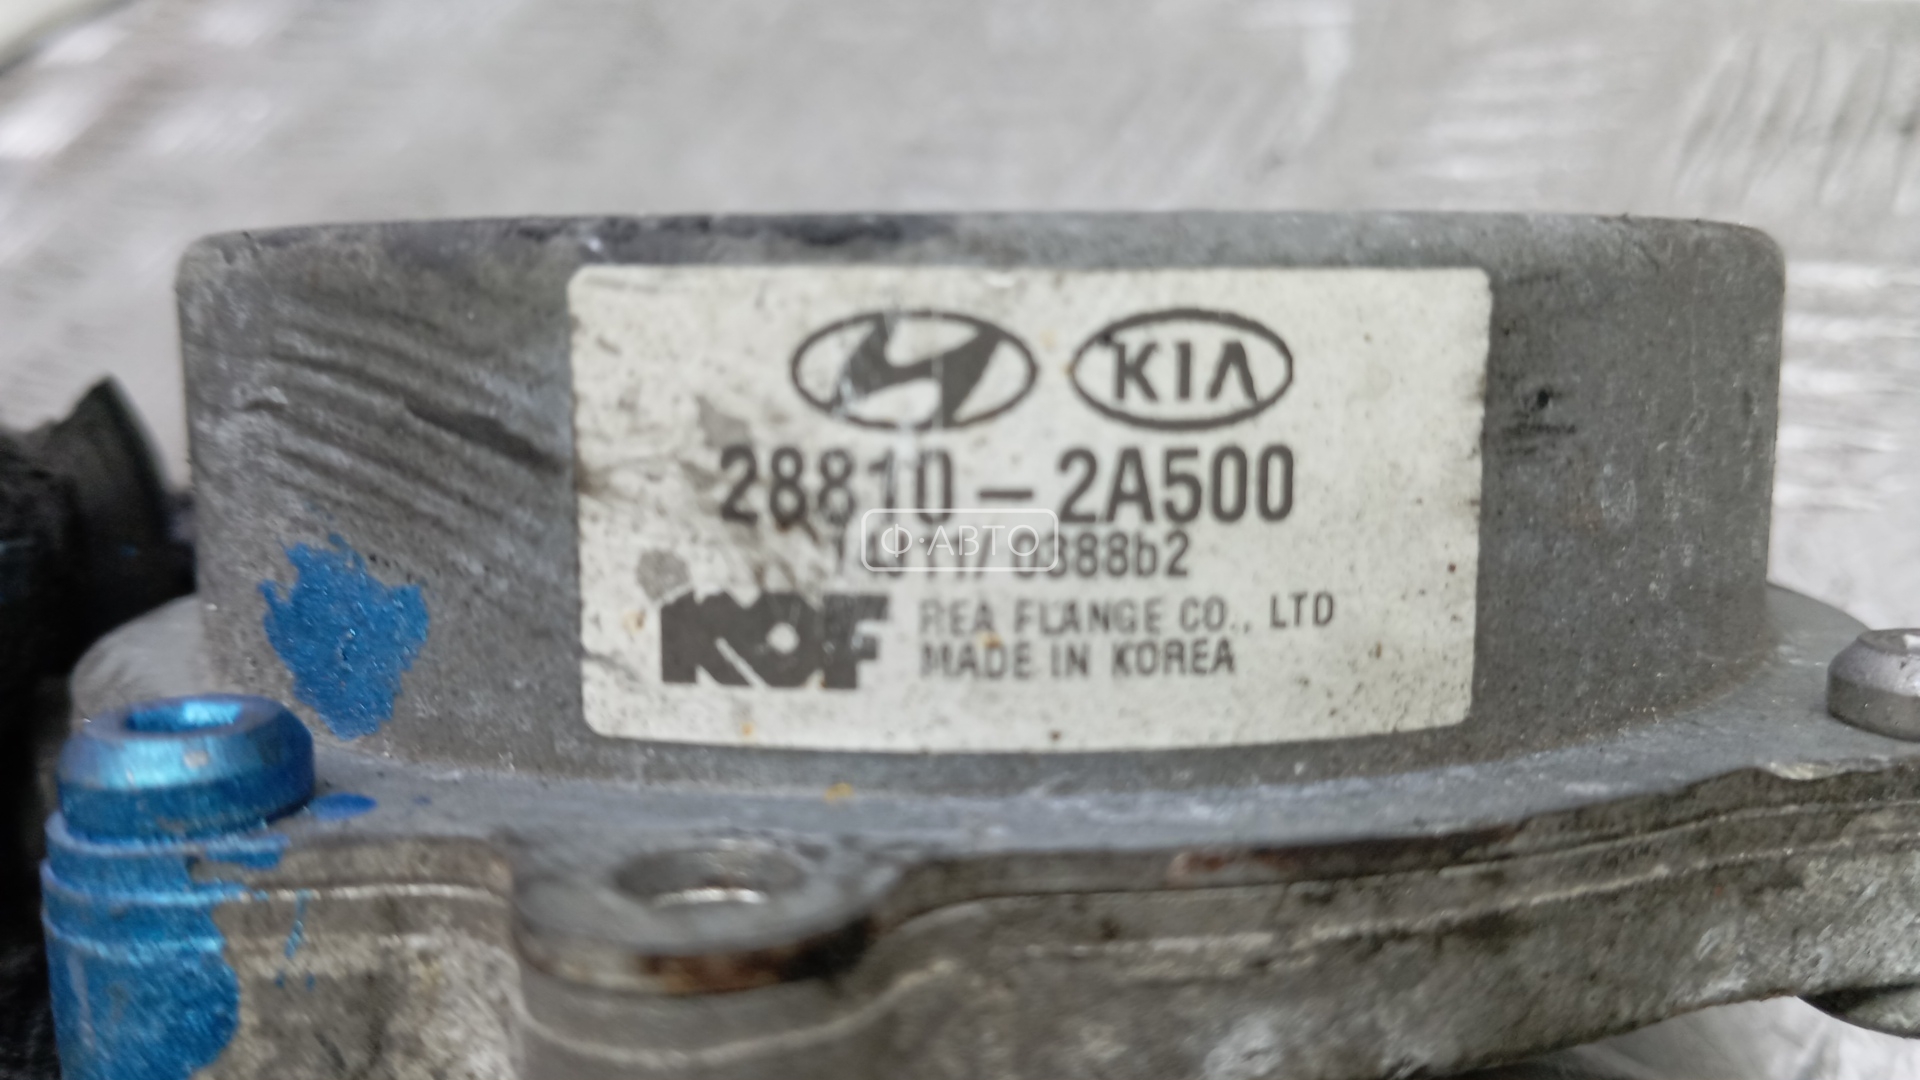 KIA
28810-2A500
Ф·АВТО
KOF REA FLANGE CO., LTD
MADE IN KOREA